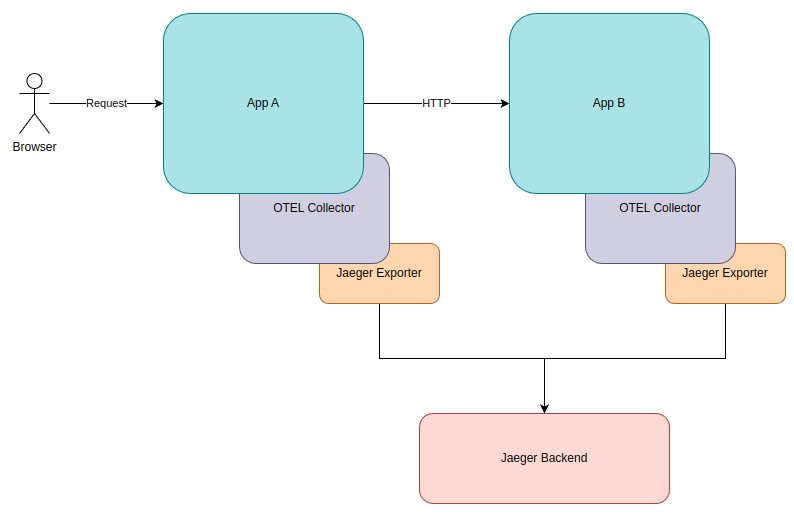 App A
App B
Request
HTTP
Browser
OTEL Collector
OTEL Collector
Jaeger Exporter
Jaeger Exporter
Jaeger Backend